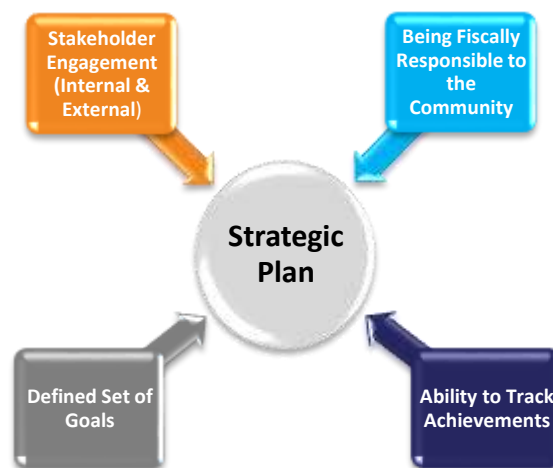 Stakeholder
Engagement
(Internal &
External)
Being Fiscally
Responsible to
the
Community
Strategic
Plan
Defined Set of
Goals
Ability to Track
Achievements